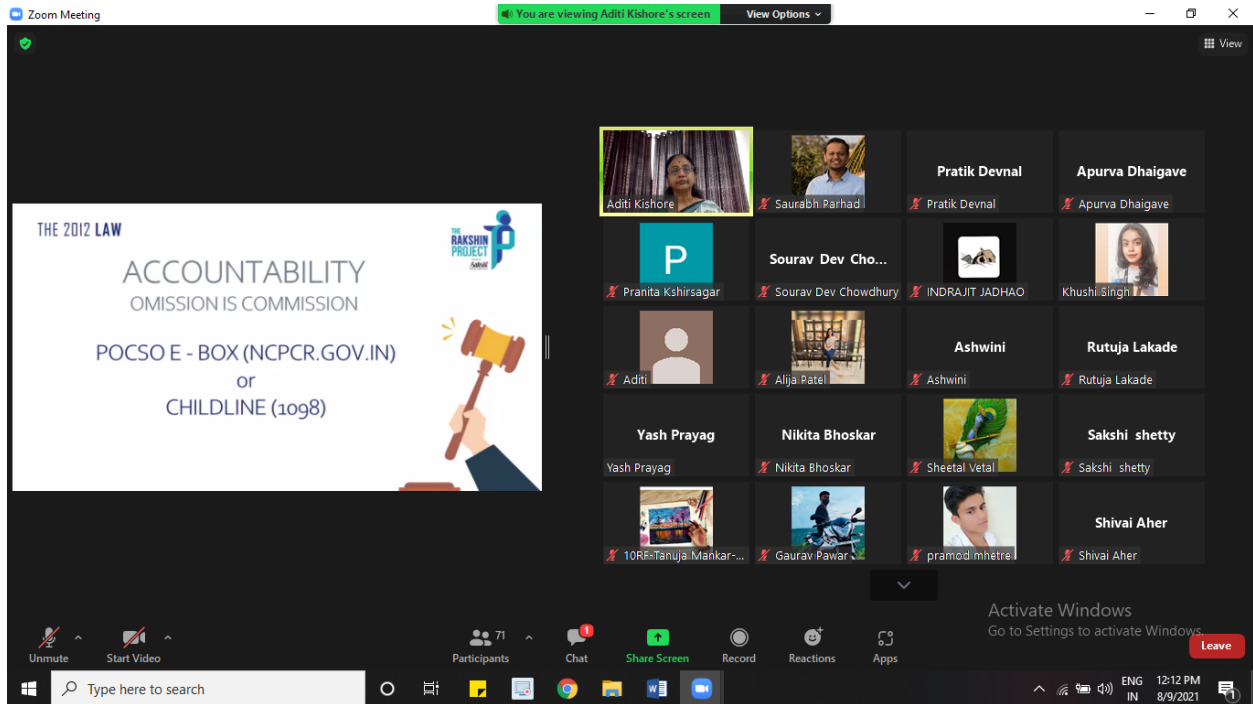 Zoom Meeting
You are viewing Aditi Kishore's screen
View Options
View
THE 2012 LAW
THE
RAKSHIN
PROJECT
ACCOUNTABILITY
OMISSION IS COMMISSION
POCSO E - BOX (NCPCR.GOV.IN)
or
CHILDLINE (1098)
Aditi Kishore
Saurabh Parhad
Pratik Devnal
Pratik Devnal
Apurva Dhaigave
Apurva Dhaigave
P
Pranita Kshirsagar
Sourav Dev Cho...
Sourav Dev Chowdhury
INDRAJIT JADHAO
Khushi Singh
Aditi
Alija Patel
Ashwini
Ashwini
Rutuja Lakade
Rutuja Lakade
Yash Prayag
Yash Prayag
Nikita Bhoskar
Nikita Bhoskar
Sheetal Vetal
Sakshi shetty
Sakshi shetty
10RF-Tanuja Mankar-...
Gaurav Pawar
pramod mhetre
Shivai Aher
Shivai Aher
Activate Windows
Go to Settings to activate Windows.
Unmute
Start Video
71
Participants
1
Chat
Share Screen
Record
Reactions
Apps
Leave
Type here to search
ENG
IN
12:12 PM
8/9/2021
1